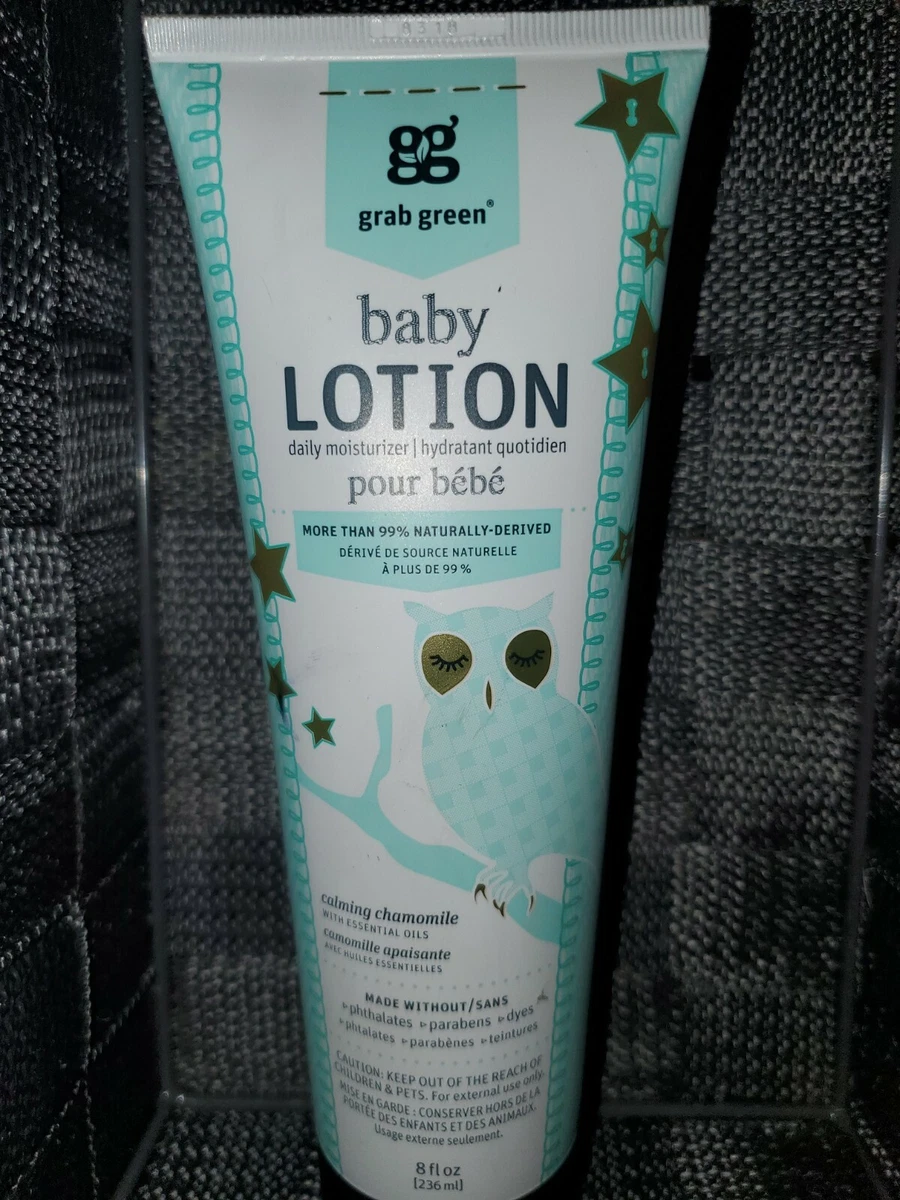 8318
gg
grab green®
baby
LOTION
daily moisturizer | hydratant quotidien
pour bébé
MORE THAN 99% NATURALLY-DERIVED
DÉRIVÉ DE SOURCE NATURELLE
À PLUS DE 99 %
calming chamomile
WITH ESSENTIAL OILS
camomille apaisante
AVEC HUILES ESSENTIELLES
MADE WITHOUT/SANS
▹phthalates ▹parabens ▹dyes
▹phtalates ▹parabènes ▹teintures
CAUTION: KEEP OUT OF THE REACH OF
CHILDREN & PETS. For external use only.
MISE EN GARDE : CONSERVER HORS DE LA
PORTÉE DES ENFANTS ET DES ANIMAUX.
Usage externe seulement.
8 fl oz
[236 ml]